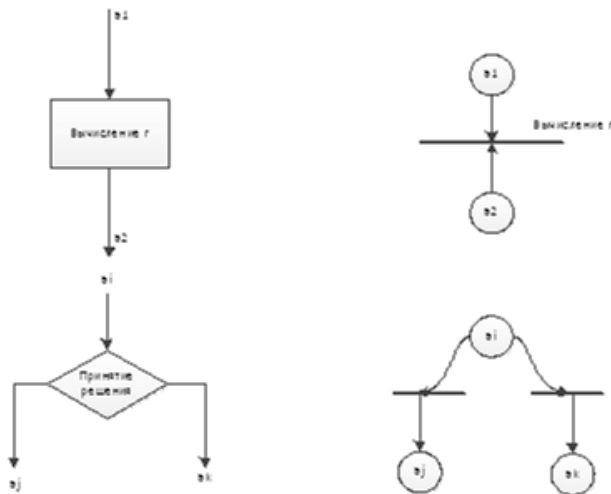 a1
Вычисление r
a2
ai
Принятие
решения
aj
ak
a1
Вычисление r
a2
ai
aj
ak